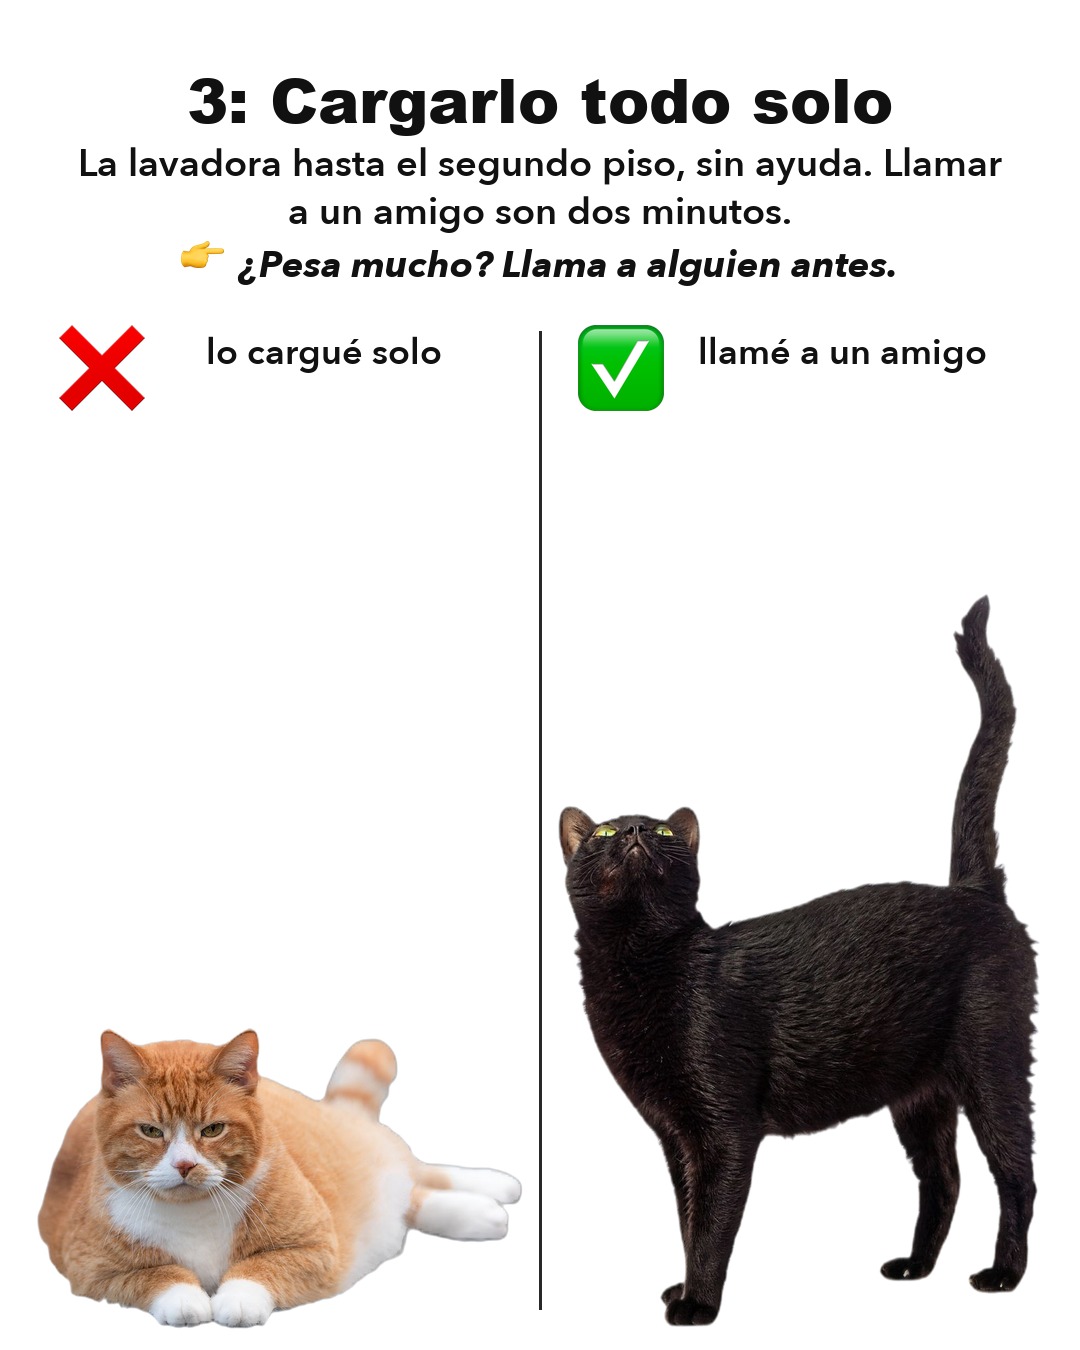 3: Cargarlo todo solo
La lavadora hasta el segundo piso, sin ayuda. Llamar
a un amigo son dos minutos.
👉 ¿Pesa mucho? Llama a alguien antes.
❌ lo cargué solo
✅ llamé a un amigo